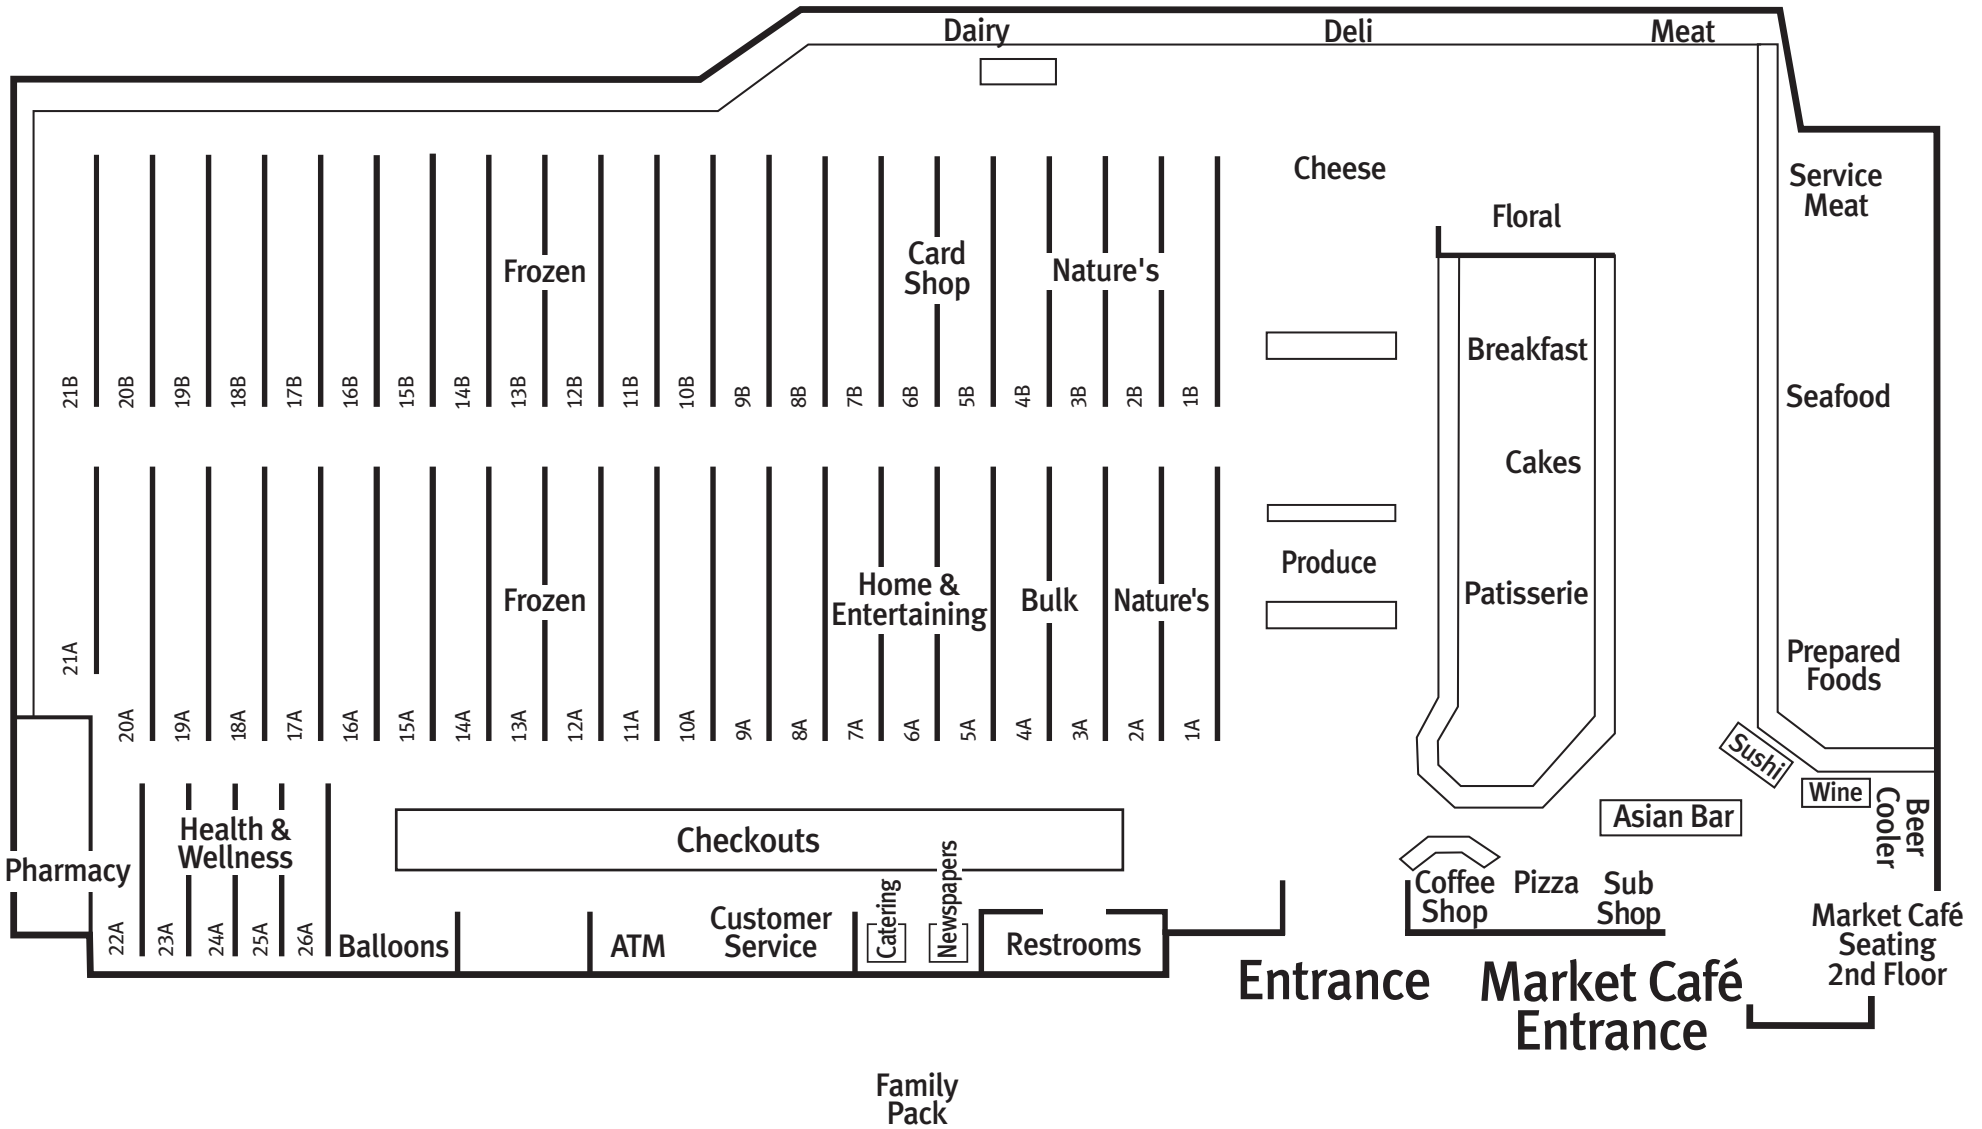 Dairy
Deli
Meat
Cheese
Service
Meat
Floral
Frozen
Card
Shop
Nature's
Breakfast
21B
20B
19B
18B
17B
16B
15B
14B
13B
12B
11B
10B
9B
8B
7B
6B
5B
4B
3B
2B
1B
Seafood
Cakes
Produce
Frozen
Home &
Entertaining
Bulk
Nature's
Patisserie
Prepared
Foods
21A
20A
19A
18A
17A
16A
15A
14A
13A
12A
11A
10A
9A
8A
7A
6A
5A
4A
3A
2A
1A
Sushi
Wine
Beer
Cooler
Asian Bar
Health &
Wellness
Checkouts
Pharmacy
Coffee
Shop
Pizza
Sub
Shop
22A
23A
24A
25A
26A
Balloons
ATM
Customer
Service
Catering
Newspapers
Restrooms
Market Café
Seating
2nd Floor
Entrance
Market Café
Entrance
Family
Pack